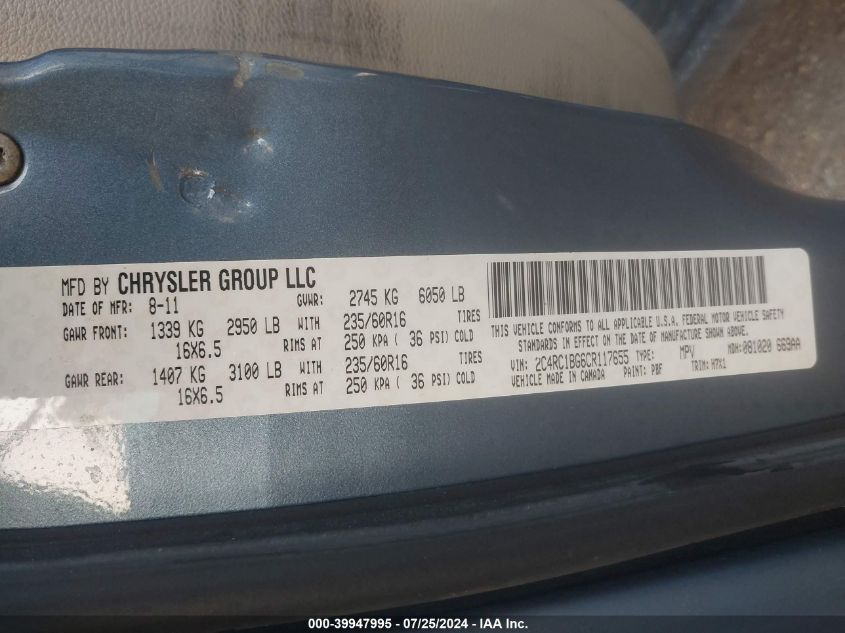 MFD BY CHRYSLER GROUP LLC
DATE OF MFR: 8-11 GVWR: 2745 KG 6050 LB
GAWR FRONT: 1339 KG 2950 LB WITH 235/60R16 TIRES
16X6.5 RIMS AT 250 KPA ( 36 PSI) COLD
GAWR REAR: 1407 KG 3100 LB WITH 235/60R16 TIRES
16X6.5 RIMS AT 250 KPA ( 36 PSI) COLD
THIS VEHICLE CONFORMS TO ALL APPLICABLE U.S.A. FEDERAL MOTOR VEHICLE SAFETY
STANDARDS IN EFFECT ON THE DATE OF MANUFACTURE SHOWN ABOVE.
VIN: 2C4RC1BG6CR117655 TYPE: MPV MDH: 081020 669AA
VEHICLE MADE IN CANADA PAINT: PBF TRIM: M7X1
000-39947995 - 07/25/2024 - IAA Inc.